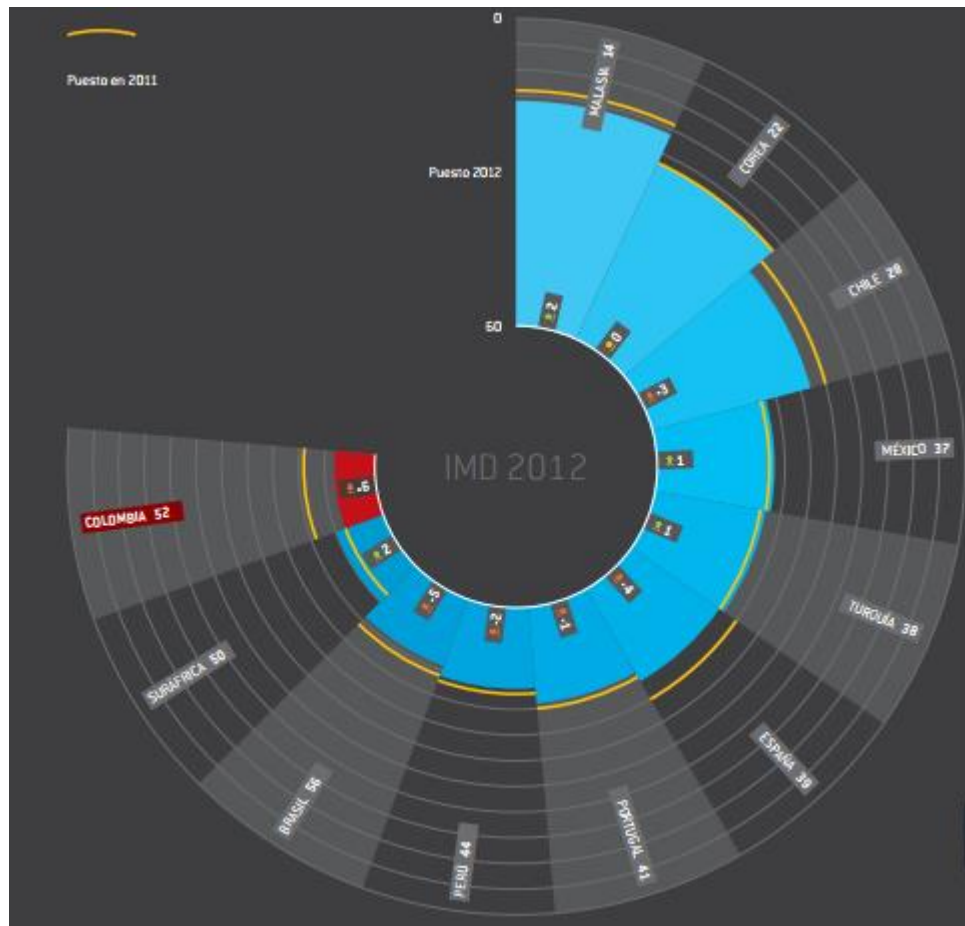 Puesto en 2011
0
Puesto 2012
60
IMD 2012
MALASIA 14
2
COREA 22
0
CHILE 28
-3
MÉXICO 37
1
TURQUÍA 38
1
ESPAÑA 39
-4
PORTUGAL 41
-1
PERÚ 44
-2
BRASIL 56
-5
SURÁFRICA 50
2
COLOMBIA 52
-6